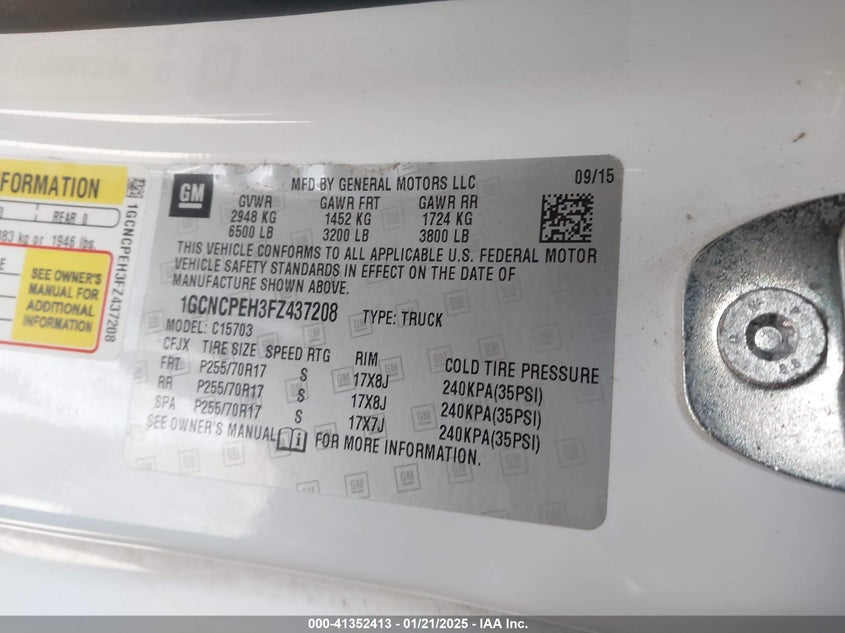 FORMATION
REAR 0
883 kg or 1946 lbs.
SEE OWNER'S
MANUAL FOR
ADDITIONAL
INFORMATION
1GCNCPEH3FZ437208
GM
MFD BY GENERAL MOTORS LLC 09/15
GVWR GAWR FRT GAWR RR
2948 KG 1452 KG 1724 KG
6500 LB 3200 LB 3800 LB
THIS VEHICLE CONFORMS TO ALL APPLICABLE U.S. FEDERAL MOTOR
VEHICLE SAFETY STANDARDS IN EFFECT ON THE DATE OF
MANUFACTURE SHOWN ABOVE.
1GCNCPEH3FZ437208 TYPE: TRUCK
MODEL: C15703
CFJX TIRE SIZE SPEED RTG RIM COLD TIRE PRESSURE
FRT P255/70R17 S 17X8J 240KPA(35PSI)
RR P255/70R17 S 17X8J 240KPA(35PSI)
SPA P255/70R17 S 17X7J 240KPA(35PSI)
SEE OWNER'S MANUAL FOR MORE INFORMATION.
000-41352413 - 01/21/2025 - IAA Inc.